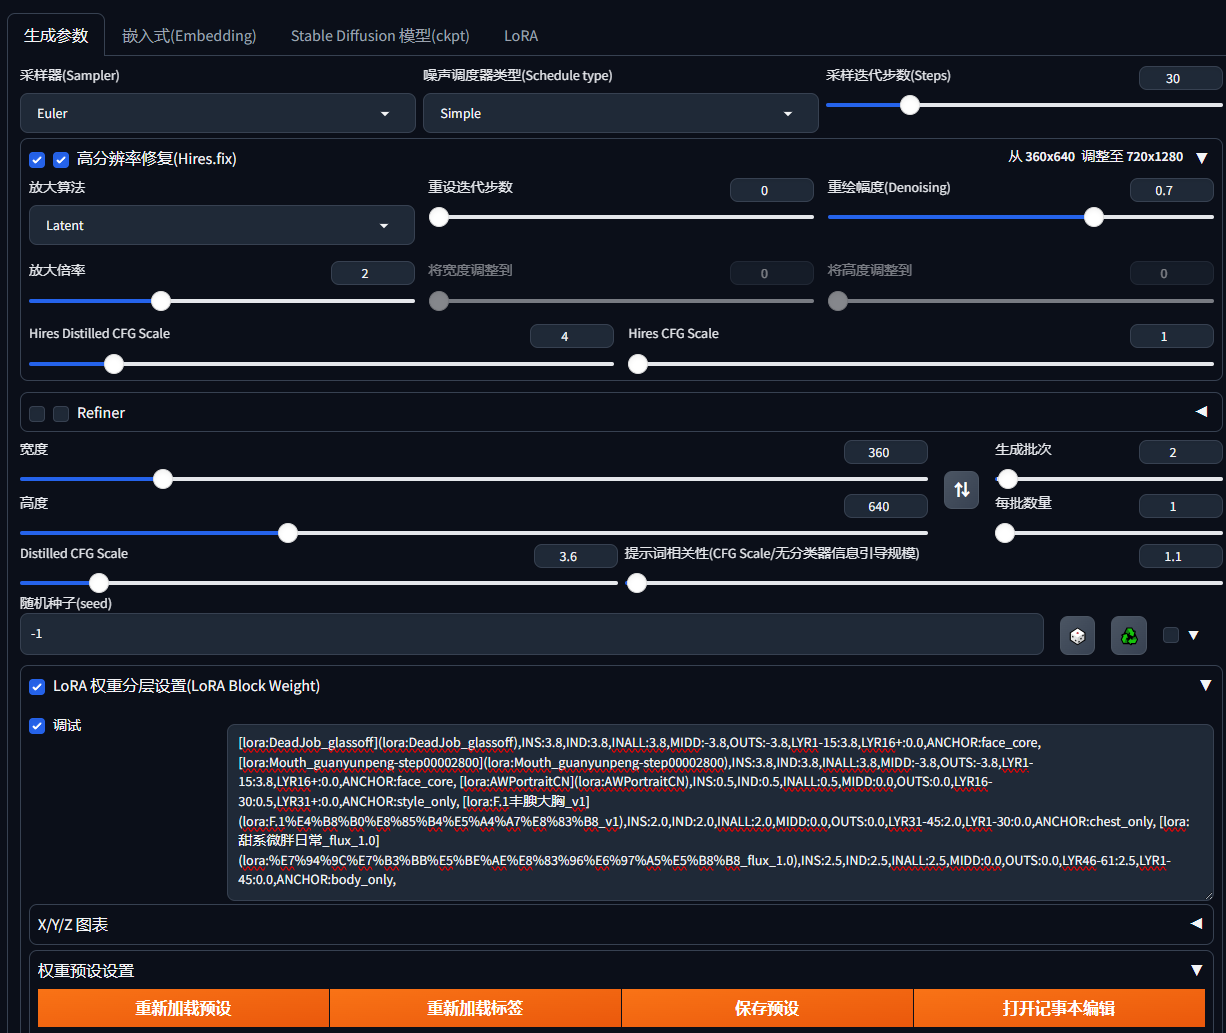 生成参数
嵌入式(Embedding)
Stable Diffusion 模型(ckpt)
LoRA
采样器(Sampler)
噪声调度器类型(Schedule type)
采样迭代步数(Steps)
30
Euler
Simple
高分辨率修复(Hires.fix)
从 360x640 调整至 720x1280
放大算法
重设迭代步数
0
重绘幅度(Denoising)
0.7
Latent
放大倍率
2
将宽度调整到
0
将高度调整到
0
Hires Distilled CFG Scale
4
Hires CFG Scale
1
Refiner
宽度
360
生成批次
2
高度
640
每批数量
1
Distilled CFG Scale
3.6
提示词相关性(CFG Scale/无分类器信息引导规模)
1.1
随机种子(seed)
-1
LoRA 权重分层设置(LoRA Block Weight)
调试
[lora:DeadJob_glassoff](lora:DeadJob_glassoff),INS:3.8,IND:3.8,INALL:3.8,MIDD:-3.8,OUTS:-3.8,LYR1-15:3.8,LYR16+:0.0,ANCHOR:face_core,
[lora:Mouth_guanyunpeng-step00002800](lora:Mouth_guanyunpeng-step00002800),INS:3.8,IND:3.8,INALL:3.8,MIDD:-3.8,OUTS:-3.8,LYR1-
15:3.8,LYR16+:0.0,ANCHOR:face_core, [lora:AWPortraitCN](lora:AWPortraitCN),INS:0.5,IND:0.5,INALL:0.5,MIDD:0.0,OUTS:0.0,LYR16-
30:0.5,LYR31+:0.0,ANCHOR:style_only, [lora:F.1丰腴大胸_v1]
(lora:F.1%E4%B8%B0%E8%85%B4%E5%A4%A7%E8%83%B8_v1),INS:2.0,IND:2.0,INALL:2.0,MIDD:0.0,OUTS:0.0,LYR31-45:2.0,LYR1-30:0.0,ANCHOR:chest_only, [lora:
甜系微胖日常_flux_1.0]
(lora:%E7%94%9C%E7%B3%BB%E5%BE%AE%E8%83%96%E6%97%A5%E5%B8%B8_flux_1.0),INS:2.5,IND:2.5,INALL:2.5,MIDD:0.0,OUTS:0.0,LYR46-61:2.5,LYR1-
45:0.0,ANCHOR:body_only,
X/Y/Z 图表
权重预设设置
重新加载预设
重新加载标签
保存预设
打开记事本编辑